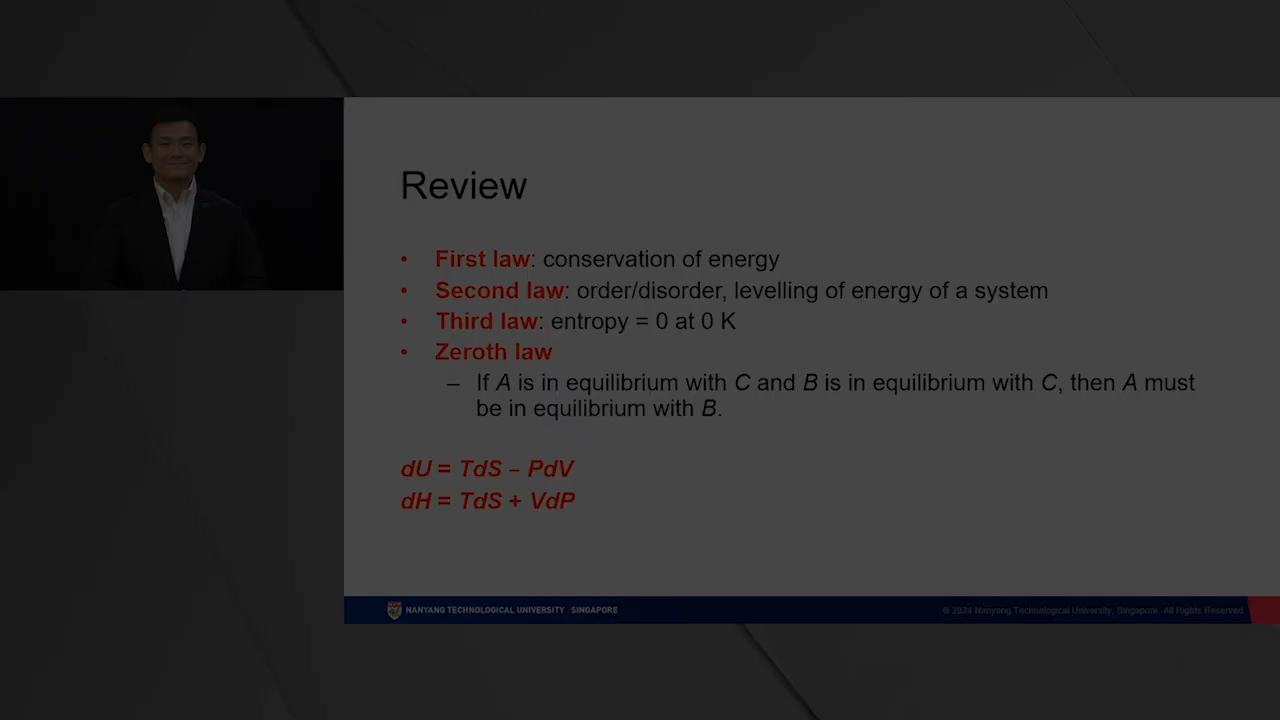 Review
• First law: conservation of energy
• Second law: order/disorder, levelling of energy of a system
• Third law: entropy = 0 at 0 K
• Zeroth law
– If A is in equilibrium with C and B is in equilibrium with C, then A must
be in equilibrium with B.
dU = TdS – PdV
dH = TdS + VdP
NANYANG TECHNOLOGICAL UNIVERSITY | SINGAPORE
© 2024 Nanyang Technological University, Singapore. All Rights Reserved.